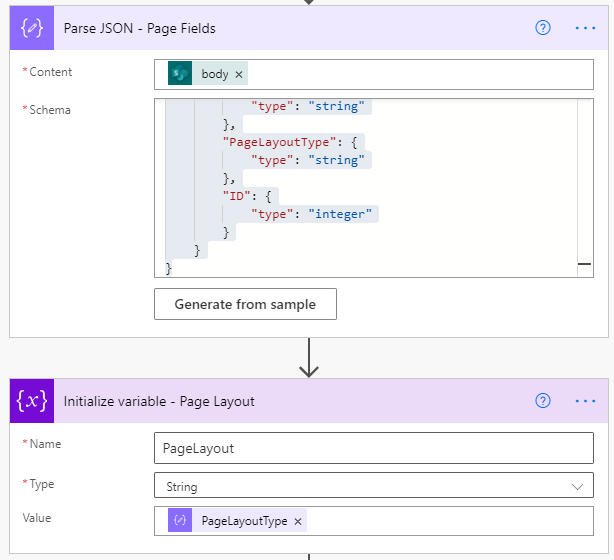 Parse JSON - Page Fields
* Content
body ×
* Schema
"type": "string"
},
"PageLayoutType": {
"type": "string"
},
"ID": {
"type": "integer"
}
}
}
Generate from sample
{x} Initialize variable - Page Layout
* Name
PageLayout
* Type
String
Value
PageLayoutType ×